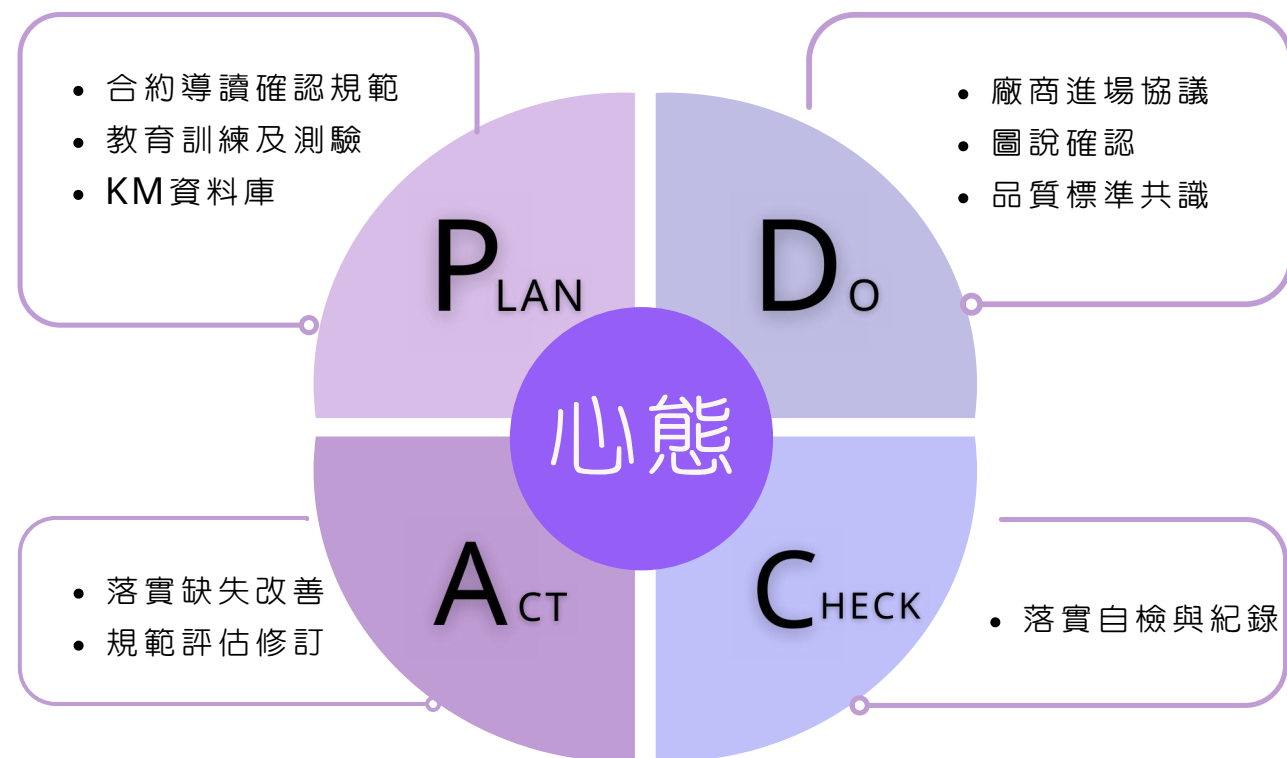 • 合約導讀確認規範
• 教育訓練及測驗
• KM資料庫
PLAN
• 廠商進場協議
• 圖說確認
• 品質標準共識
DO
心態
• 落實缺失改善
• 規範評估修訂
ACT
CHECK
• 落實自檢與紀錄